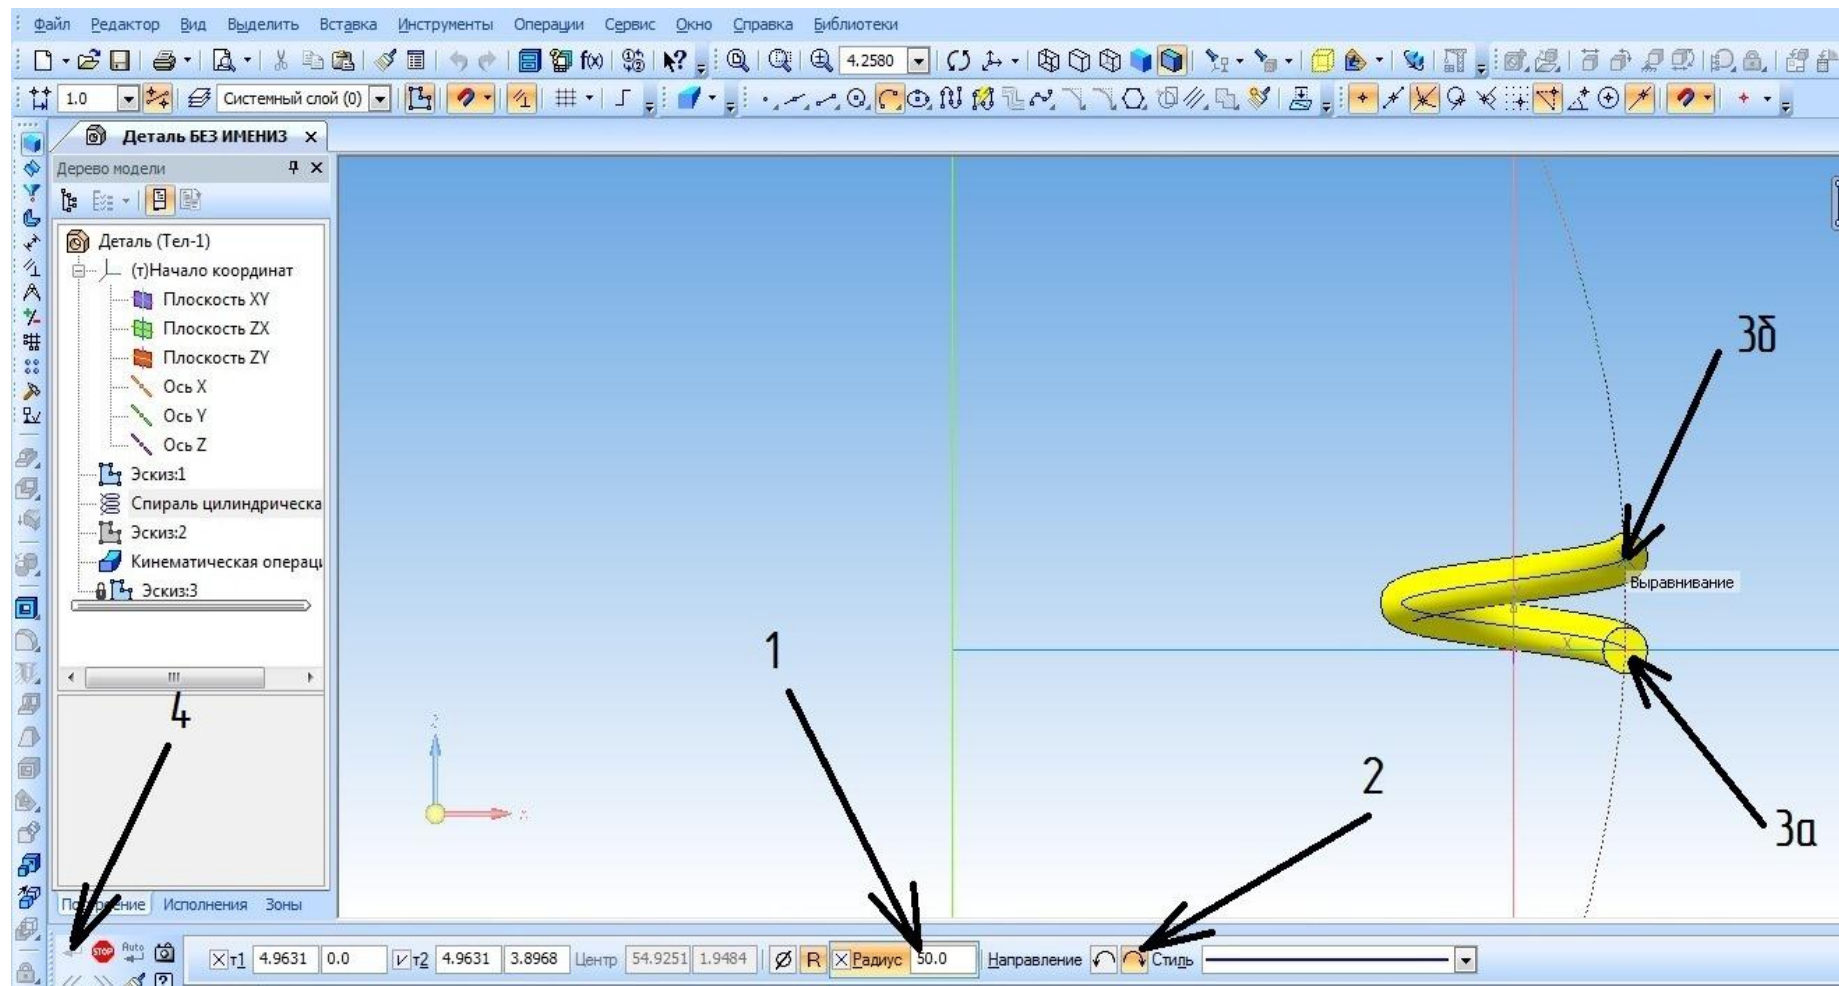 Файл Редактор Вид Выделить Вставка Инструменты Операции Сервис Окно Справка Библиотеки
4.2580
1.0 Системный слой (0)
Деталь БЕЗ ИМЕНИ3
Дерево модели
Деталь (Тел-1)
(т)Начало координат
Плоскость XY
Плоскость ZX
Плоскость ZY
Ось X
Ось Y
Ось Z
Эскиз:1
Спираль цилиндрическа
Эскиз:2
Кинематическая операци
Эскиз:3
3б
Выравнивание
1
4
2
3а
Построение Исполнения Зоны
STOP Auto т1 4.9631 0.0 т2 4.9631 3.8968 Центр 54.9251 1.9484 R Радиус 50.0 Направление Стиль